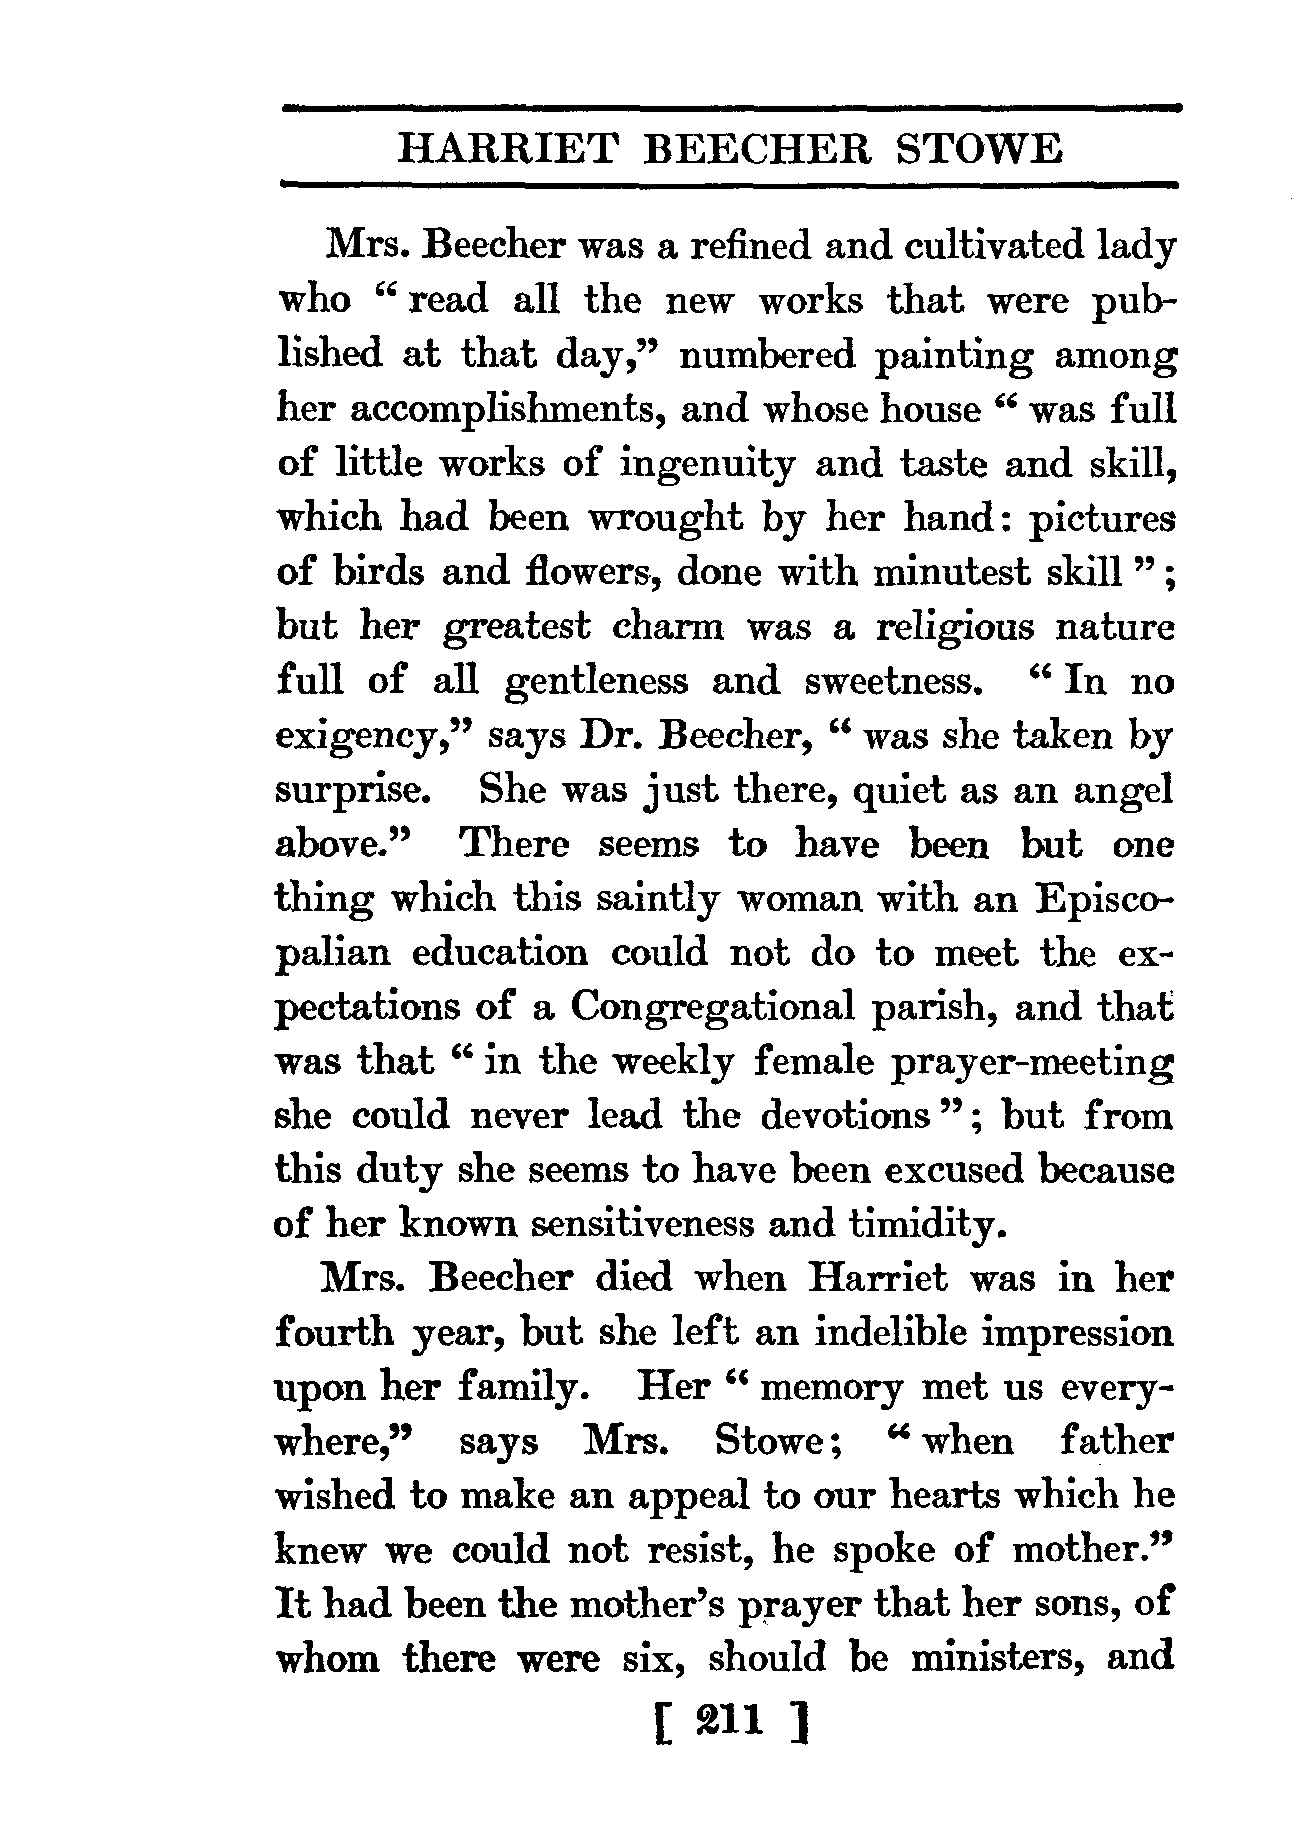 HARRIET BEECHER STOWE
Mrs. Beecher was a refined and cultivated lady
who “ read all the new works that were pub-
lished at that day,” numbered painting among
her accomplishments, and whose house “ was full
of little works of ingenuity and taste and skill,
which had been wrought by her hand: pictures
of birds and flowers, done with minutest skill ” ;
but her greatest charm was a religious nature
full of all gentleness and sweetness. “ In no
exigency,” says Dr. Beecher, “ was she taken by
surprise. She was just there, quiet as an angel
above.” There seems to have been but one
thing which this saintly woman with an Episco-
palian education could not do to meet the ex-
pectations of a Congregational parish, and that
was that “ in the weekly female prayer-meeting
she could never lead the devotions ” ; but from
this duty she seems to have been excused because
of her known sensitiveness and timidity.
Mrs. Beecher died when Harriet was in her
fourth year, but she left an indelible impression
upon her family. Her “ memory met us every-
where,” says Mrs. Stowe; “ when father
wished to make an appeal to our hearts which he
knew we could not resist, he spoke of mother.”
It had been the mother’s prayer that her sons, of
whom there were six, should be ministers, and
[ 211 ]